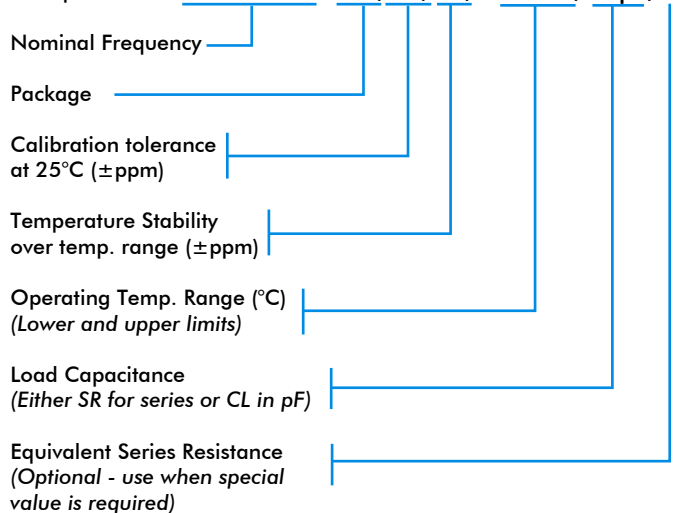 Nominal Frequency
Package
Calibration tolerance
at 25°C (±ppm)
Temperature Stability
over temp. range (±ppm)
Operating Temp. Range (°C)
(Lower and upper limits)
Load Capacitance
(Either SR for series or CL in pF)
Equivalent Series Resistance
(Optional - use when special
value is required)